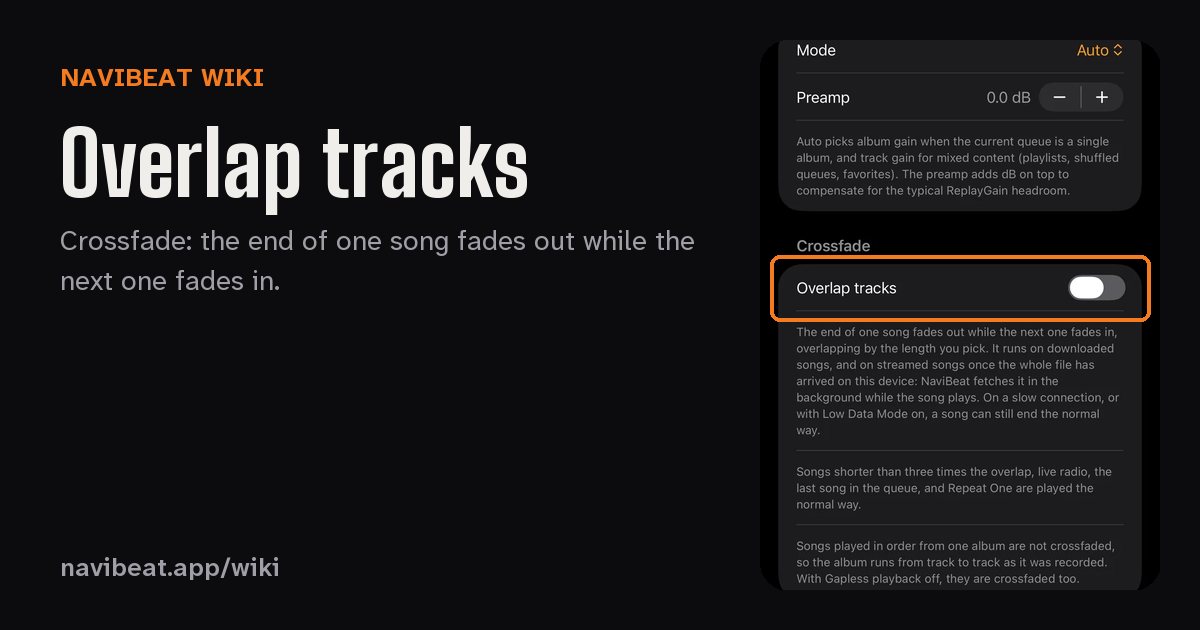 NAVIBEAT WIKI
Overlap tracks
Crossfade: the end of one song fades out while the
next one fades in.
navibeat.app/wiki
Mode Auto
Preamp 0.0 dB − +
Auto picks album gain when the current queue is a single
album, and track gain for mixed content (playlists, shuffled
queues, favorites). The preamp adds dB on top to
compensate for the typical ReplayGain headroom.
Crossfade
Overlap tracks
The end of one song fades out while the next one fades in,
overlapping by the length you pick. It runs on downloaded
songs, and on streamed songs once the whole file has
arrived on this device: NaviBeat fetches it in the
background while the song plays. On a slow connection, or
with Low Data Mode on, a song can still end the normal
way.
Songs shorter than three times the overlap, live radio, the
last song in the queue, and Repeat One are played the
normal way.
Songs played in order from one album are not crossfaded,
so the album runs from track to track as it was recorded.
With Gapless playback off, they are crossfaded too.